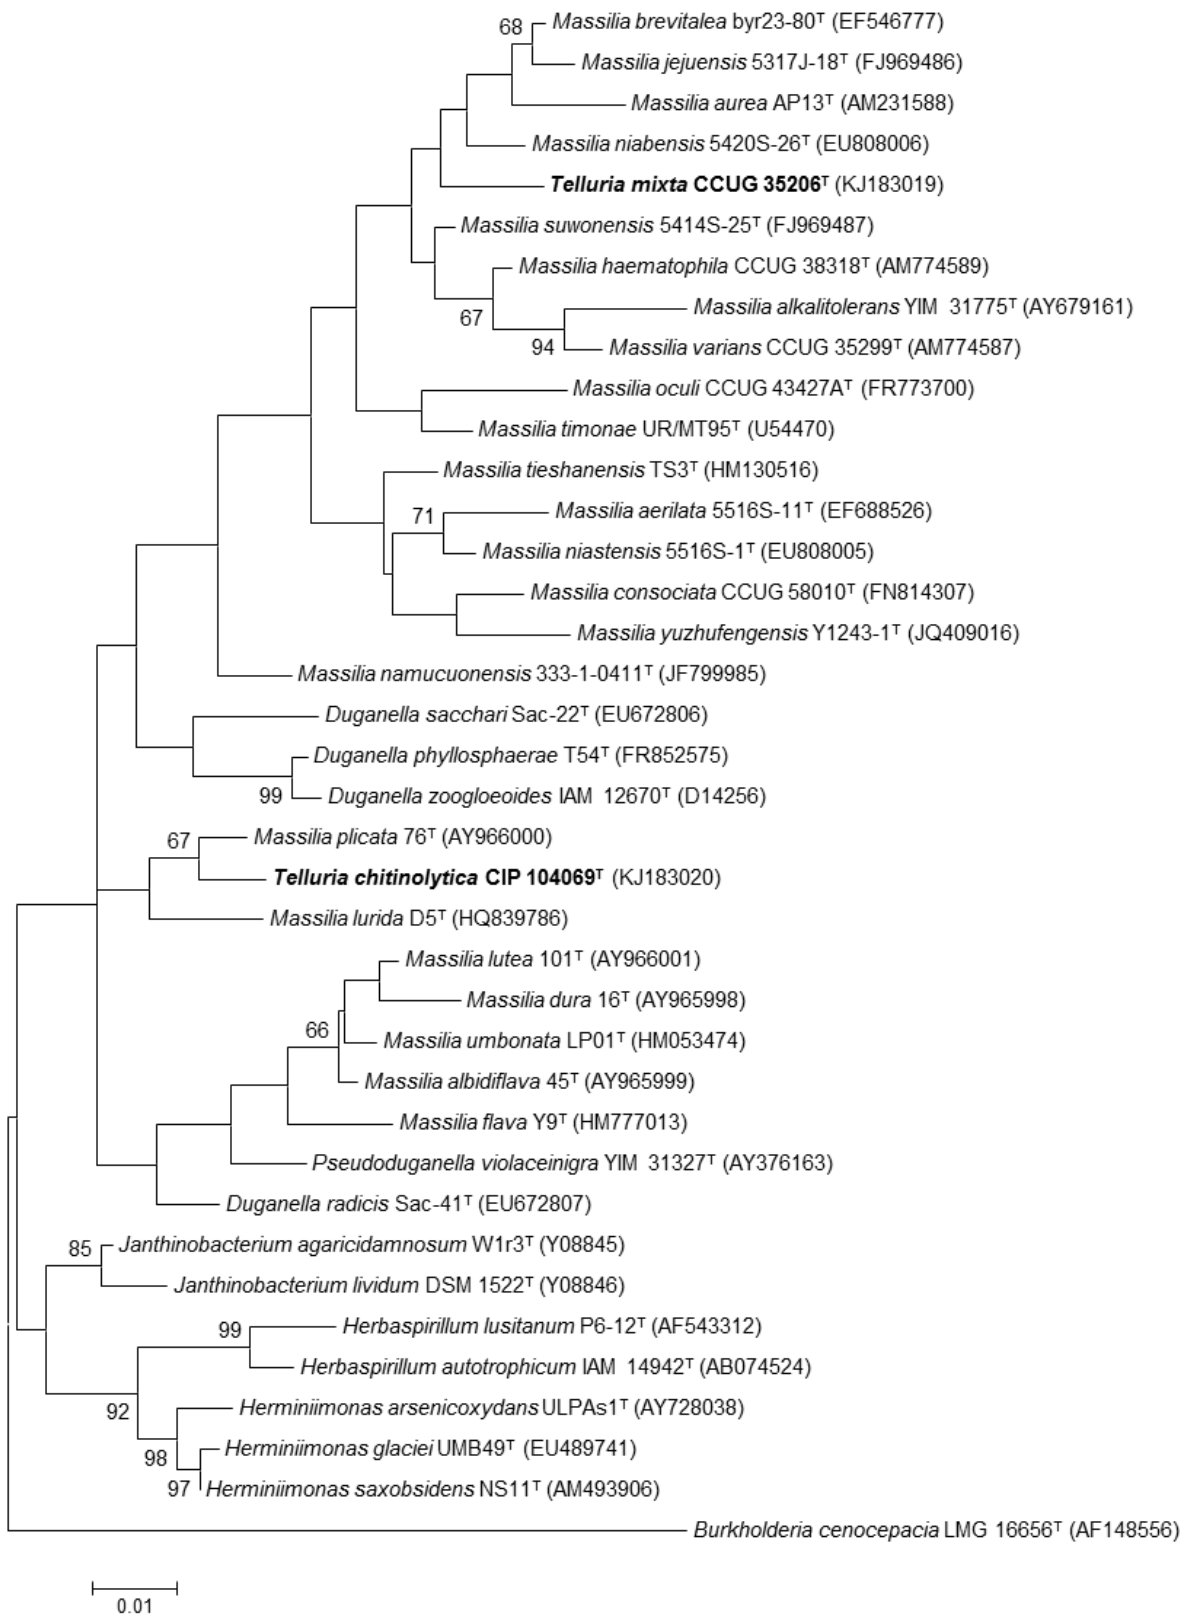 68
Massilia brevitalea byr23-80ᵀ (EF546777)
Massilia jejuensis 5317J-18ᵀ (FJ969486)
Massilia aurea AP13ᵀ (AM231588)
Massilia niabensis 5420S-26ᵀ (EU808006)
Telluria mixta CCUG 35206ᵀ (KJ183019)
Massilia suwonensis 5414S-25ᵀ (FJ969487)
Massilia haematophila CCUG 38318ᵀ (AM774589)
Massilia alkalitolerans YIM 31775ᵀ (AY679161)
67
94
Massilia varians CCUG 35299ᵀ (AM774587)
Massilia oculi CCUG 43427Aᵀ (FR773700)
Massilia timonae UR/MT95ᵀ (U54470)
Massilia tieshanensis TS3ᵀ (HM130516)
71
Massilia aerilata 5516S-11ᵀ (EF688526)
Massilia niastensis 5516S-1ᵀ (EU808005)
Massilia consociata CCUG 58010ᵀ (FN814307)
Massilia yuzhufengensis Y1243-1ᵀ (JQ409016)
Massilia namucuonensis 333-1-0411ᵀ (JF799985)
Duganella sacchari Sac-22ᵀ (EU672806)
Duganella phyllosphaerae T54ᵀ (FR852575)
99
Duganella zoogloeoides IAM 12670ᵀ (D14256)
67
Massilia plicata 76ᵀ (AY966000)
Telluria chitinolytica CIP 104069ᵀ (KJ183020)
Massilia lurida D5ᵀ (HQ839786)
Massilia lutea 101ᵀ (AY966001)
Massilia dura 16ᵀ (AY965998)
66
Massilia umbonata LP01ᵀ (HM053474)
Massilia albidiflava 45ᵀ (AY965999)
Massilia flava Y9ᵀ (HM777013)
Pseudoduganella violaceinigra YIM 31327ᵀ (AY376163)
Duganella radicis Sac-41ᵀ (EU672807)
85
Janthinobacterium agaricidamnosum W1r3ᵀ (Y08845)
Janthinobacterium lividum DSM 1522ᵀ (Y08846)
99
Herbaspirillum lusitanum P6-12ᵀ (AF543312)
Herbaspirillum autotrophicum IAM 14942ᵀ (AB074524)
92
Herminiimonas arsenicoxydans ULPAs1ᵀ (AY728038)
98
Herminiimonas glaciei UMB49ᵀ (EU489741)
97
Herminiimonas saxobsidens NS11ᵀ (AM493906)
Burkholderia cenocepacia LMG 16656ᵀ (AF148556)
0.01